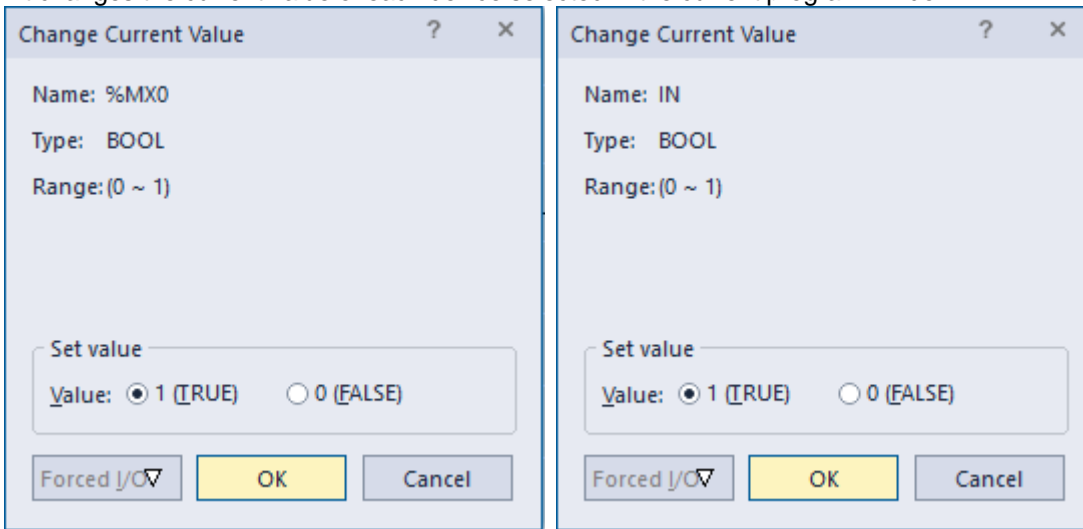 Change Current Value ? ×
Name: %MX0
Type: BOOL
Range: (0 ~ 1)
Set value
Value: 1 (TRUE) 0 (FALSE)
Forced I/O OK Cancel
Change Current Value ? ×
Name: IN
Type: BOOL
Range: (0 ~ 1)
Set value
Value: 1 (TRUE) 0 (FALSE)
Forced I/O OK Cancel